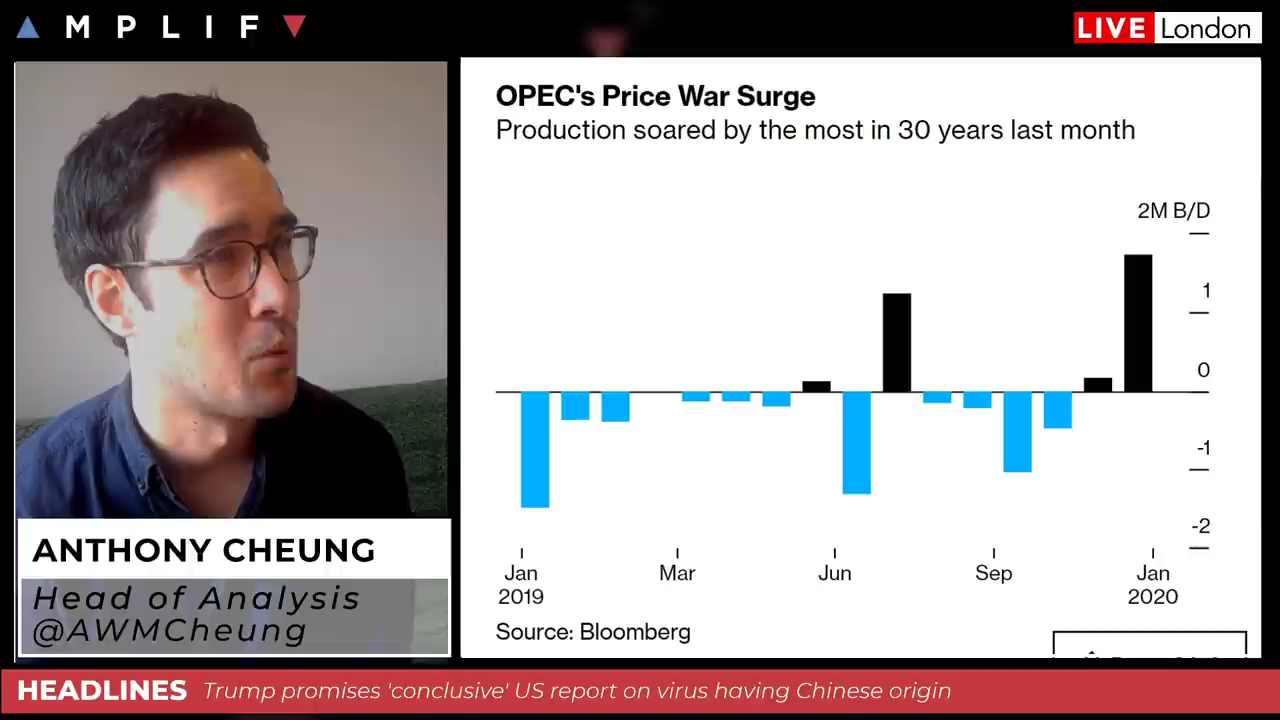 MPLIF
LIVE London
OPEC's Price War Surge
Production soared by the most in 30 years last month
2M B/D
1
0
-1
-2
Jan Mar Jun Sep Jan
2019 2020
Source: Bloomberg
ANTHONY CHEUNG
Head of Analysis
@AWMCheung
HEADLINES Trump promises 'conclusive' US report on virus having Chinese origin